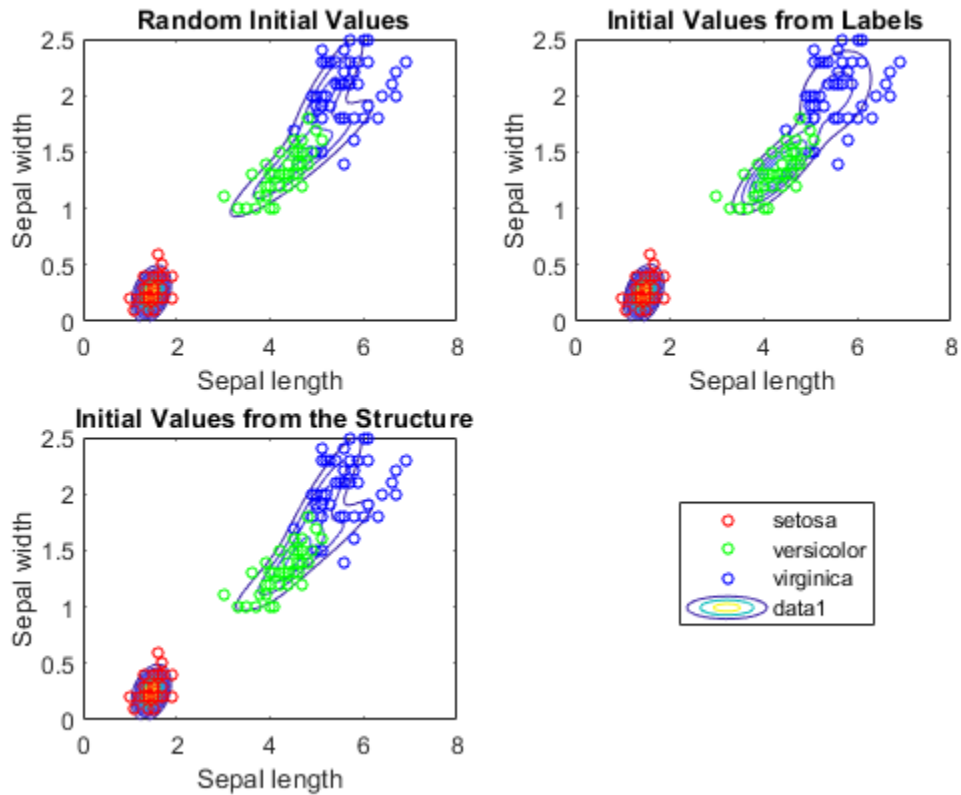 Random Initial Values
2.5
2
1.5
1
0.5
0
0 2 4 6 8
Sepal width
Sepal length
Initial Values from Labels
2.5
2
1.5
1
0.5
0
0 2 4 6 8
Sepal width
Sepal length
Initial Values from the Structure
2.5
2
1.5
1
0.5
0
0 2 4 6 8
Sepal width
Sepal length
setosa
versicolor
virginica
data1